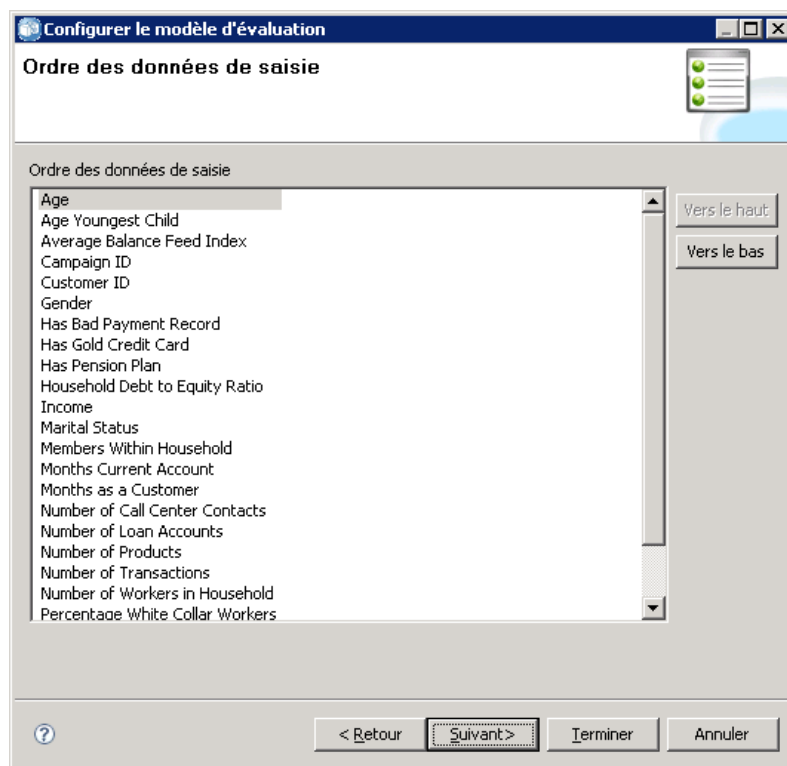 Configurer le modèle d'évaluation
Ordre des données de saisie
Ordre des données de saisie
Age
Age Youngest Child
Average Balance Feed Index
Campaign ID
Customer ID
Gender
Has Bad Payment Record
Has Gold Credit Card
Has Pension Plan
Household Debt to Equity Ratio
Income
Marital Status
Members Within Household
Months Current Account
Months as a Customer
Number of Call Center Contacts
Number of Loan Accounts
Number of Products
Number of Transactions
Number of Workers in Household
Percentage White Collar Workers
Vers le haut
Vers le bas
?
< Retour
Suivant>
Terminer
Annuler